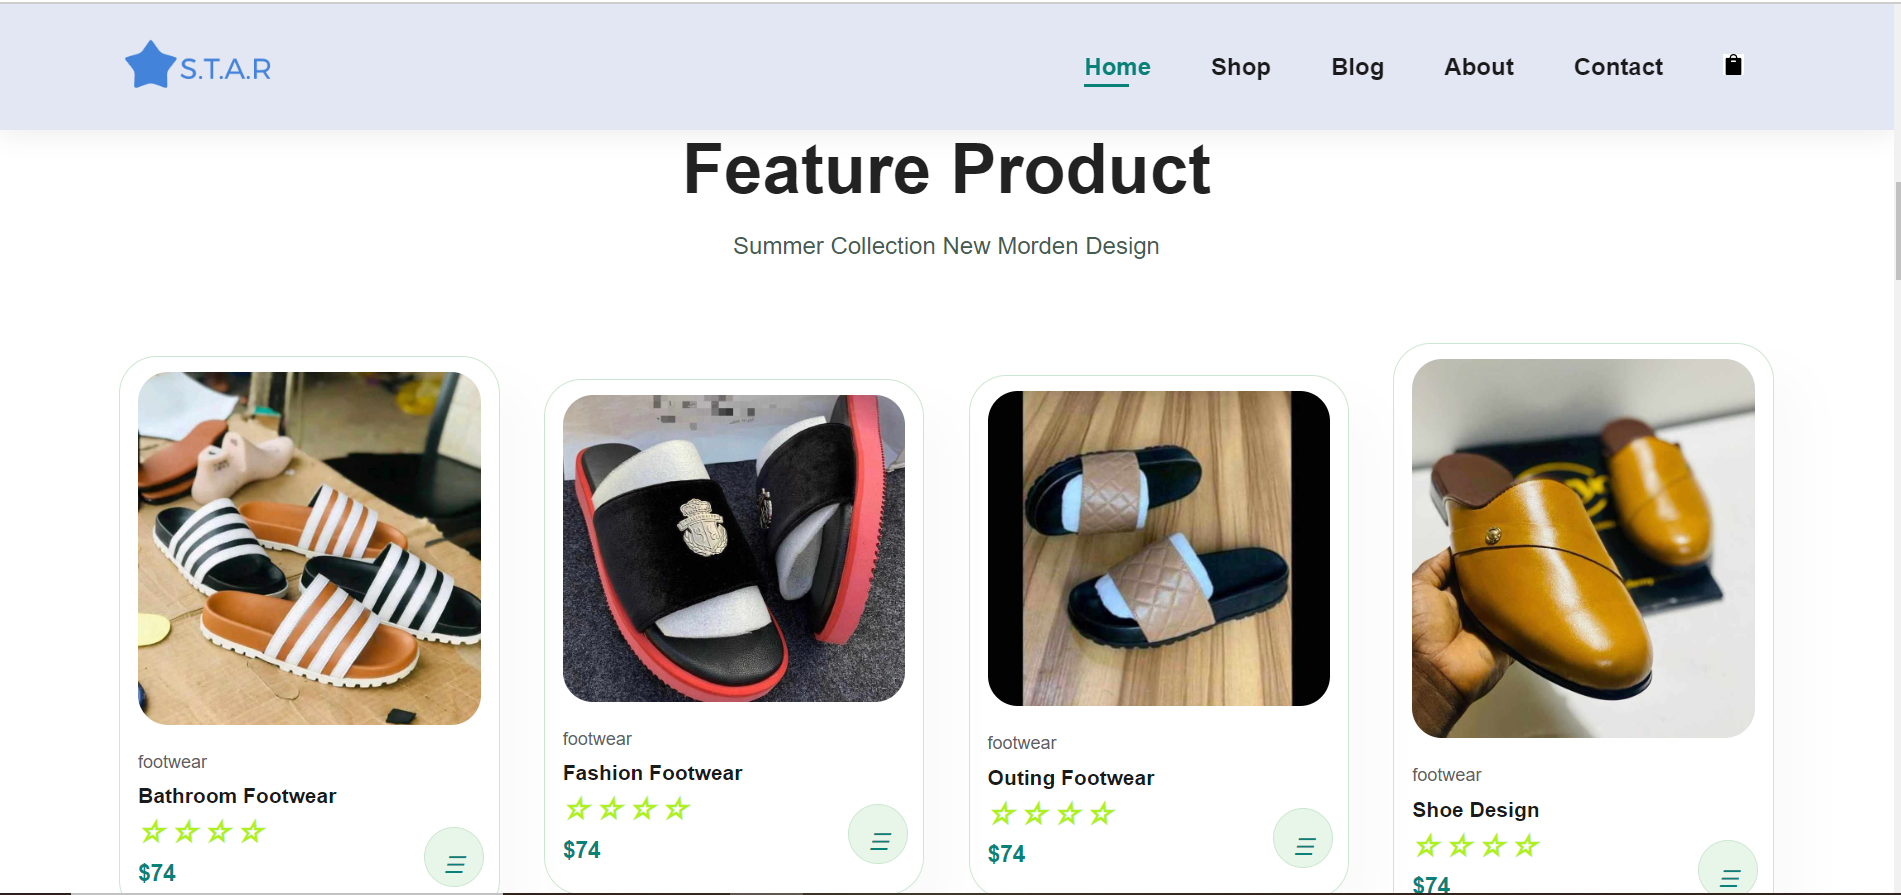 S.T.A.R
Home Shop Blog About Contact
Feature Product
Summer Collection New Morden Design
footwear
Bathroom Footwear
$74
footwear
Fashion Footwear
$74
footwear
Outing Footwear
$74
footwear
Shoe Design
$74